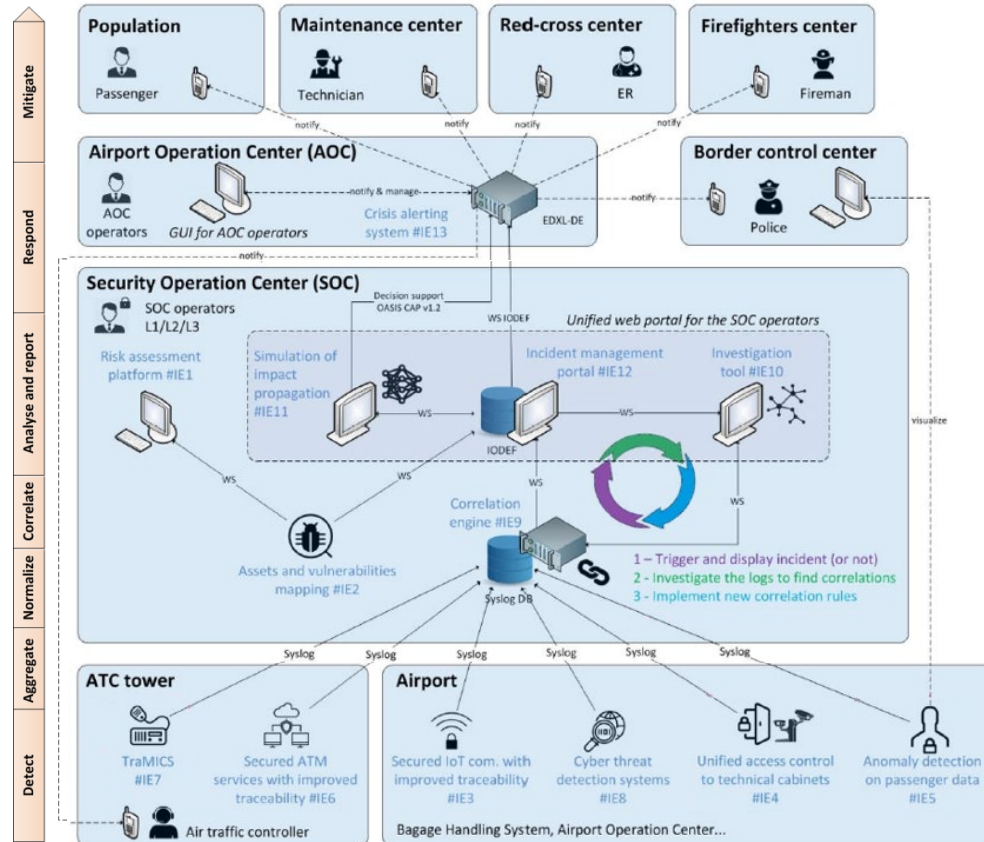 Mitigate
Respond
Analyse and report
Correlate
Normalize
Aggregate
Detect
Population
Passenger
Maintenance center
Technician
Red-cross center
ER
Firefighters center
Fireman
notify
notify
notify
notify
Airport Operation Center (AOC)
AOC
operators
GUI for AOC operators
notify & manage
Crisis alerting
system #IE13
EDXL-DE
notify
Border control center
Police
notify
Security Operation Center (SOC)
SOC operators
L1/L2/L3
Decision support
OASIS CAP v1.2
WS IODEF
Unified web portal for the SOC operators
Risk assessment
platform #IE1
Simulation of
impact
propagation
#IE11
Incident management
portal #IE12
Investigation
tool #IE10
WS
WS
IODEF
visualize
WS
WS
WS
WS
Correlation
engine #IE9
Assets and vulnerabilities
mapping #IE2
Syslog DB
1 – Trigger and display incident (or not)
2 - Investigate the logs to find correlations
3 - Implement new correlation rules
Syslog
Syslog
Syslog
Syslog
Syslog
Syslog
ATC tower
TraMICS
#IE7
Secured ATM
services with improved
traceability #IE6
Air traffic controller
Airport
Secured IoT com. with
improved traceability
#IE3
Cyber threat
detection systems
#IE8
Unified access control
to technical cabinets
#IE4
Anomaly detection
on passenger data
#IE5
Bagage Handling System, Airport Operation Center...